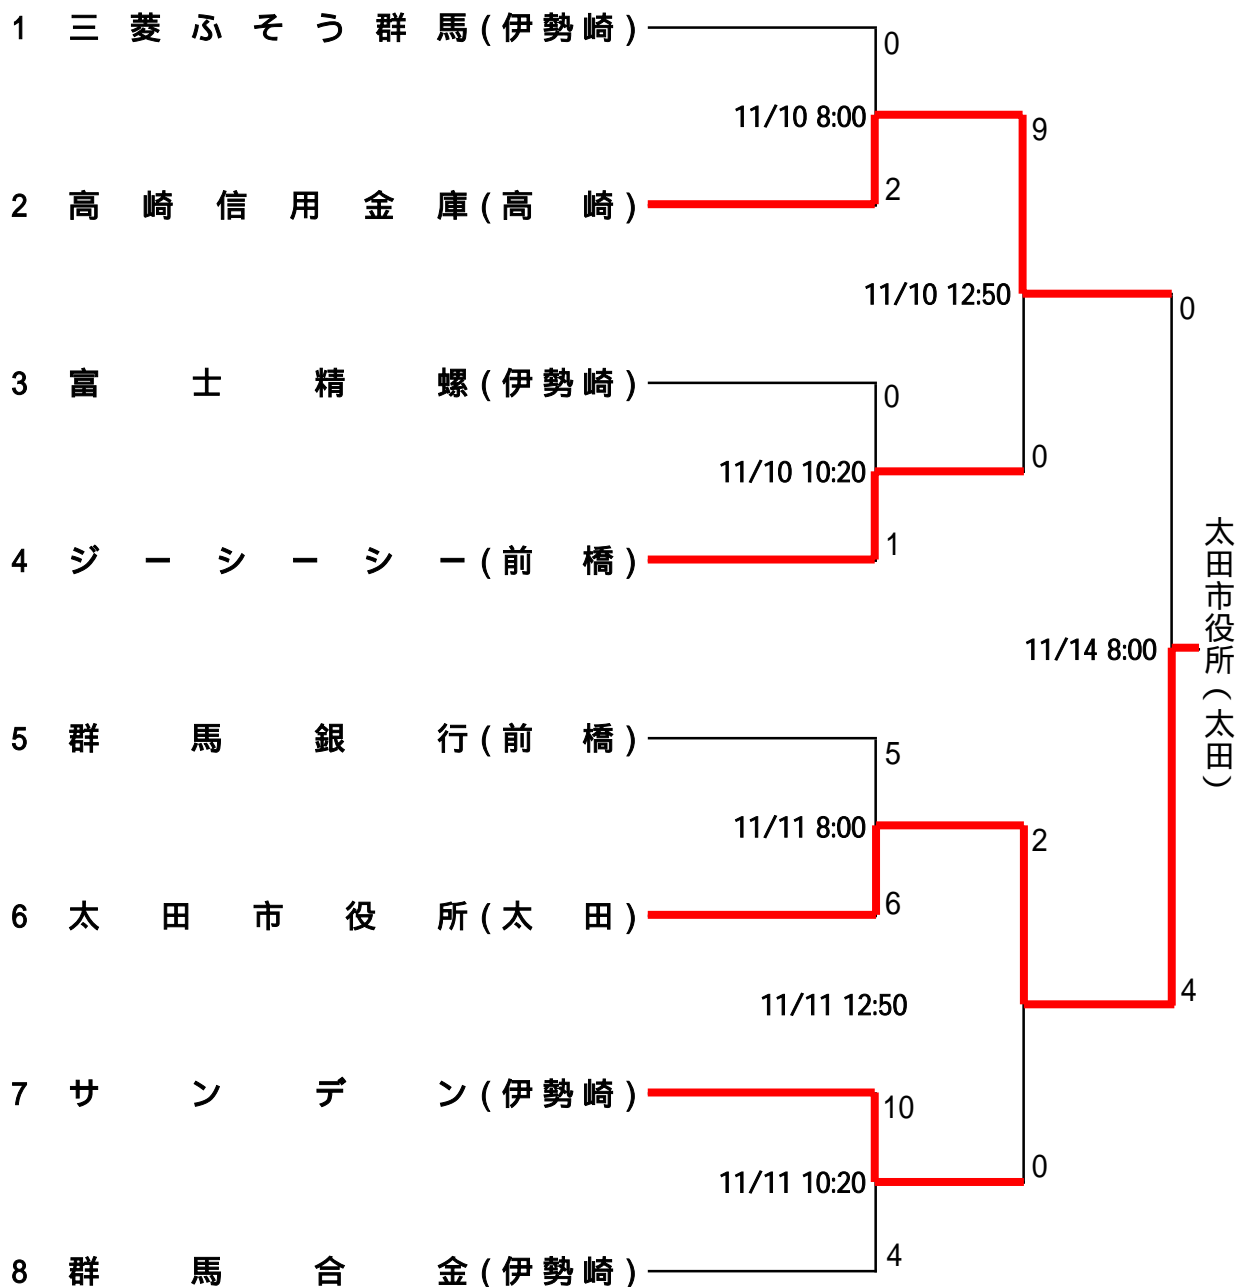 1 三菱ふそう群馬(伊勢崎)
0
11/10 8:00
9
2 高崎信用金庫(高崎)
2
11/10 12:50
0
3 富士精螺(伊勢崎)
0
11/10 10:20
0
4 ジーシーシー(前橋)
1
太田市役所(太田)
11/14 8:00
5 群馬銀行(前橋)
5
11/11 8:00
2
6 太田市役所(太田)
6
11/11 12:50
4
7 サンデン(伊勢崎)
10
11/11 10:20
0
8 群馬合金(伊勢崎)
4